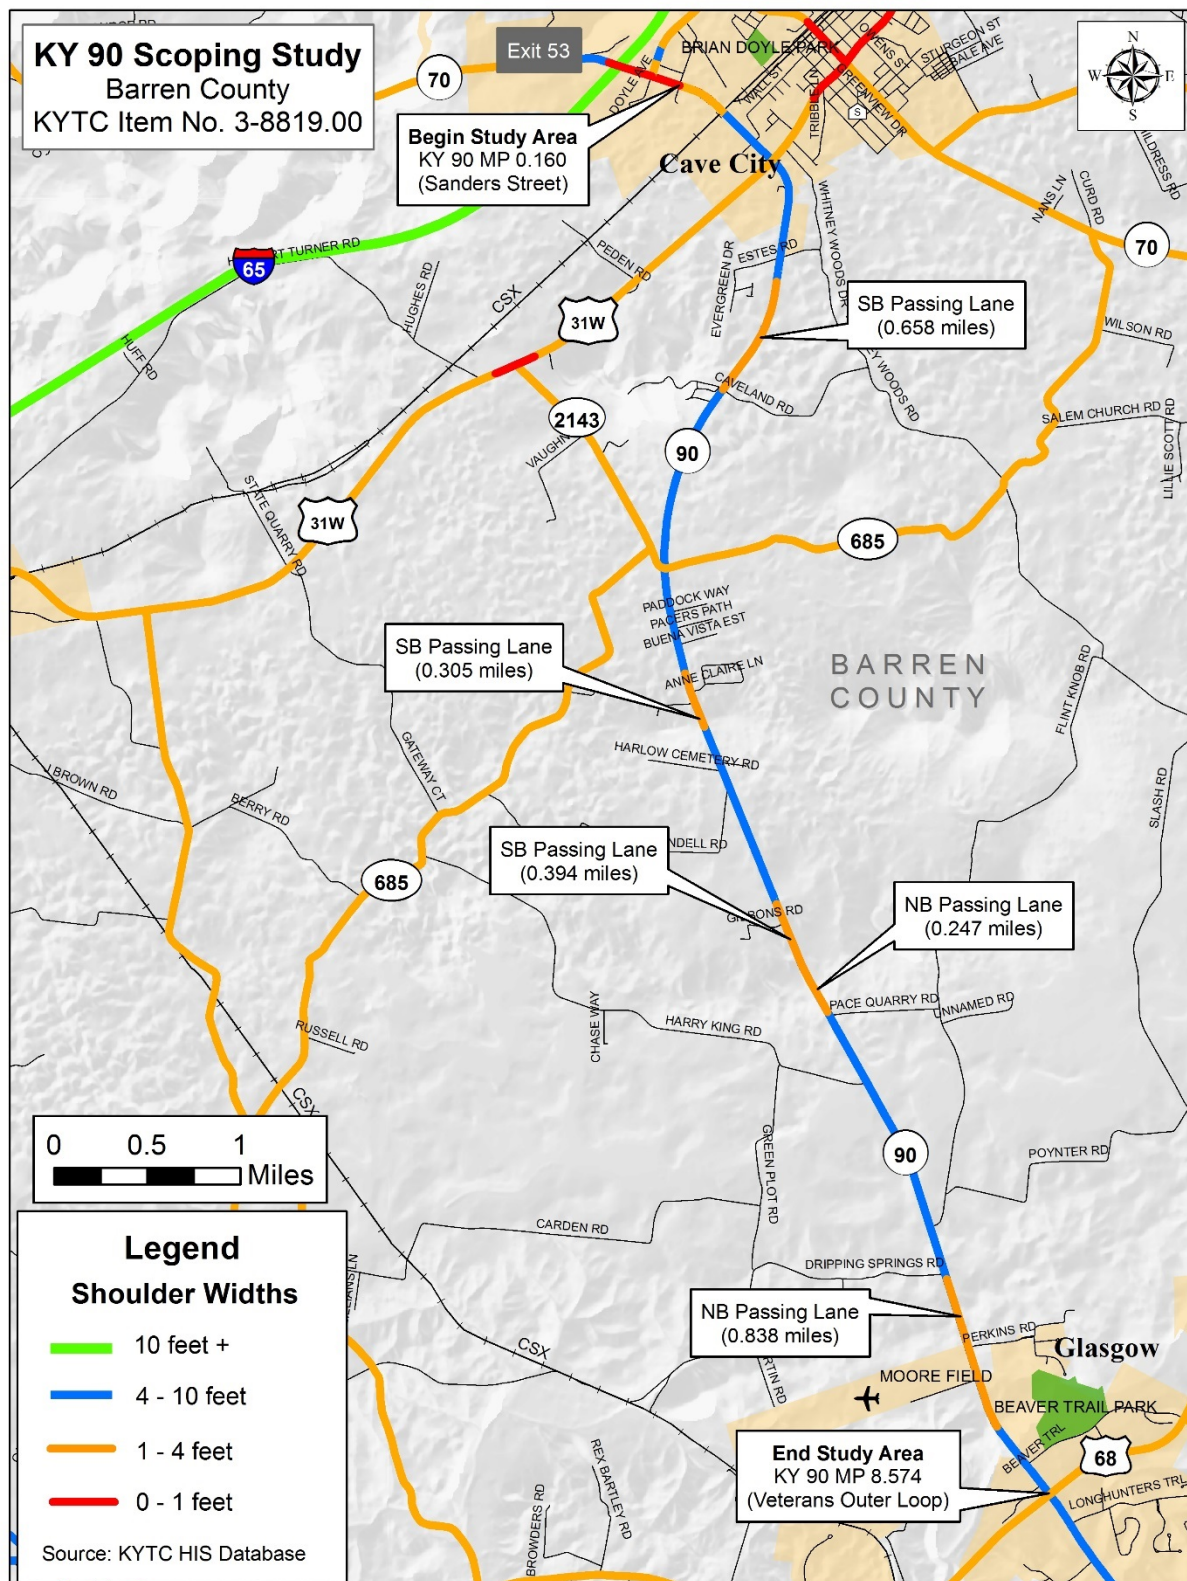 KY 90 Scoping Study
Barren County
KYTC Item No. 3-8819.00
Exit 53
70
DOYLE AVE
BRIAN DOYLE PARK
WALL ST
OWENS ST
STURGEON ST
BALE AVE
GREENVIEW DR
TRIBBLE LN
S
N
W
E
S
Begin Study Area
KY 90 MP 0.160
(Sanders Street)
Cave City
WHITNEY WOODS DR
NANS LN
CURD RD
70
65
HUGHES RD
PEDEN RD
CSX
31W
EVERGREEN DR
ESTES RD
SB Passing Lane
(0.658 miles)
WILSON RD
HUFF RD
CAVELAND RD
SALEM CHURCH RD
LILLIE SCOTT RD
2143
VAUGHN
90
STATE QUARRY RD
31W
685
PADDOCK WAY
PACERS PATH
BUENA VISTA EST
SB Passing Lane
(0.305 miles)
ANNE CLAIRE LN
BARREN
COUNTY
FLINT KNOB RD
GATEWAY CT
HARLOW CEMETERY RD
J BROWN RD
BERRY RD
SLASH RD
SB Passing Lane
(0.394 miles)
NDELL RD
685
NB Passing Lane
(0.247 miles)
GIBBONS RD
PACE QUARRY RD
UNNAMED RD
CHASE WAY
HARRY KING RD
RUSSELL RD
CSX
0 0.5 1
Miles
90
GREEN PLOT RD
POYNTER RD
CARDEN RD
DRIPPING SPRINGS RD
NB Passing Lane
(0.838 miles)
PERKINS RD
Glasgow
CSX
RTIN RD
MOORE FIELD
BEAVER TRAIL PARK
BEAVER TRL
68
End Study Area
KY 90 MP 8.574
(Veterans Outer Loop)
LONGHUNTERS TRL
REX BARTLEY RD
BROWDERS RD
Legend
Shoulder Widths
10 feet +
4 - 10 feet
1 - 4 feet
0 - 1 feet
Source: KYTC HIS Database